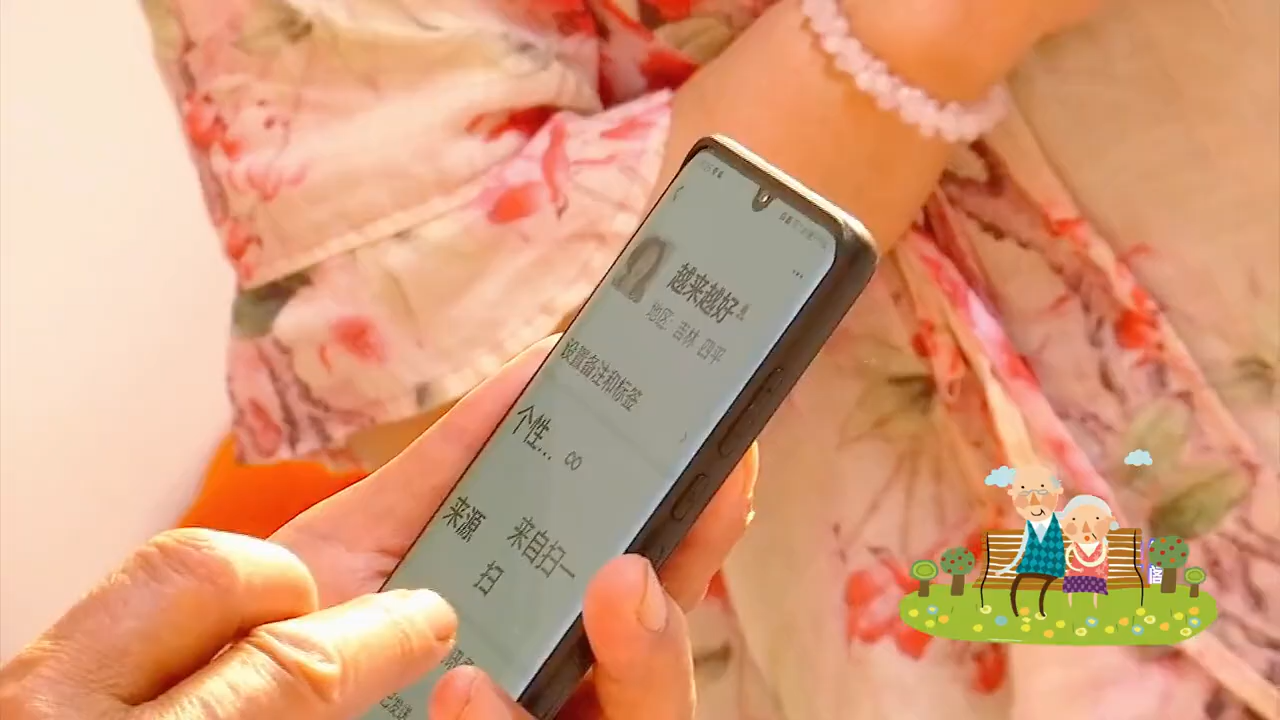 越来越好
地区：吉林 四平
设置备注和标签
个性... ∞
来源 来自扫一
扫